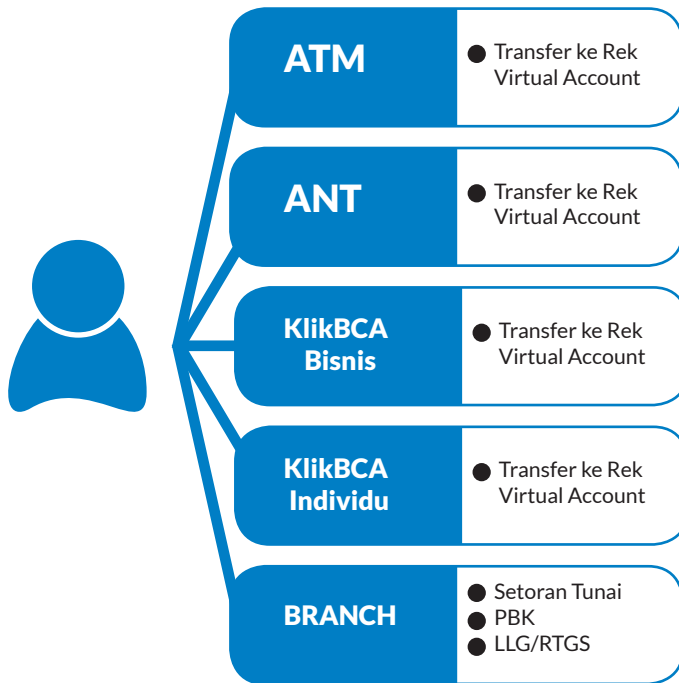 ATM
Transfer ke Rek
Virtual Account
ANT
Transfer ke Rek
Virtual Account
KlikBCA
Bisnis
Transfer ke Rek
Virtual Account
KlikBCA
Individu
Transfer ke Rek
Virtual Account
BRANCH
Setoran Tunai
PBK
LLG/RTGS